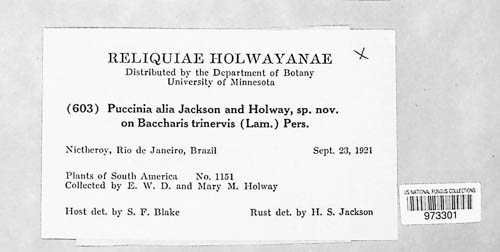 RELIQUIAE HOLWAYANAE
Distributed by the Department of Botany
University of Minnesota
(603) Puccinia alia Jackson and Holway, sp. nov.
on Baccharis trinervis (Lam.) Pers.
Nictheroy, Rio de Janeiro, Brazil Sept. 23, 1921
Plants of South America No. 1151
Collected by E. W. D. and Mary M. Holway
Host det. by S. F. Blake Rust det. by H. S. Jackson
US NATIONAL FUNGUS COLLECTIONS
973301